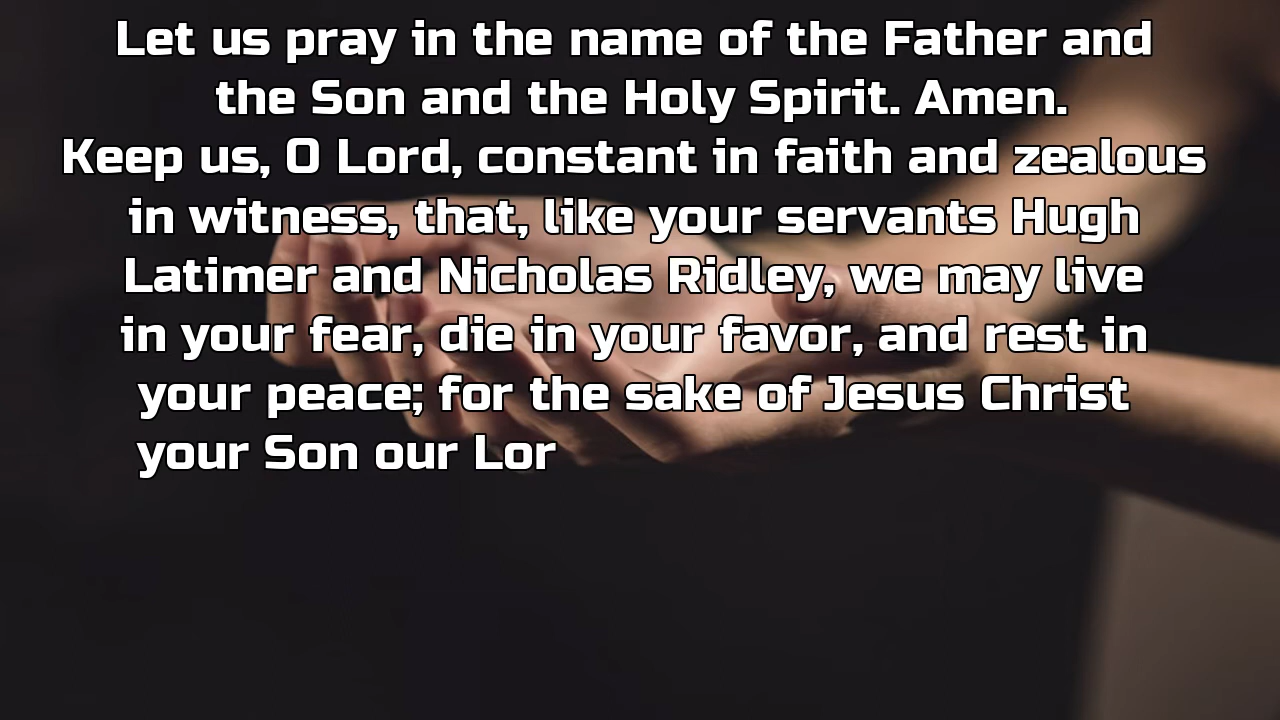 Let us pray in the name of the Father and
the Son and the Holy Spirit. Amen.
Keep us, O Lord, constant in faith and zealous
in witness, that, like your servants Hugh
Latimer and Nicholas Ridley, we may live
in your fear, die in your favor, and rest in
your peace; for the sake of Jesus Christ
your Son our Lor